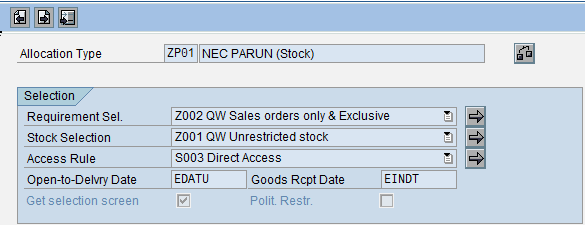 Allocation Type ZP01 NEC PARUN (Stock)
Selection
Requirement Sel. Z002 QW Sales orders only & Exclusive
Stock Selection Z001 QW Unrestricted stock
Access Rule S003 Direct Access
Open-to-Delvry Date EDATU Goods Rcpt Date EINDT
Get selection screen Polit. Restr.